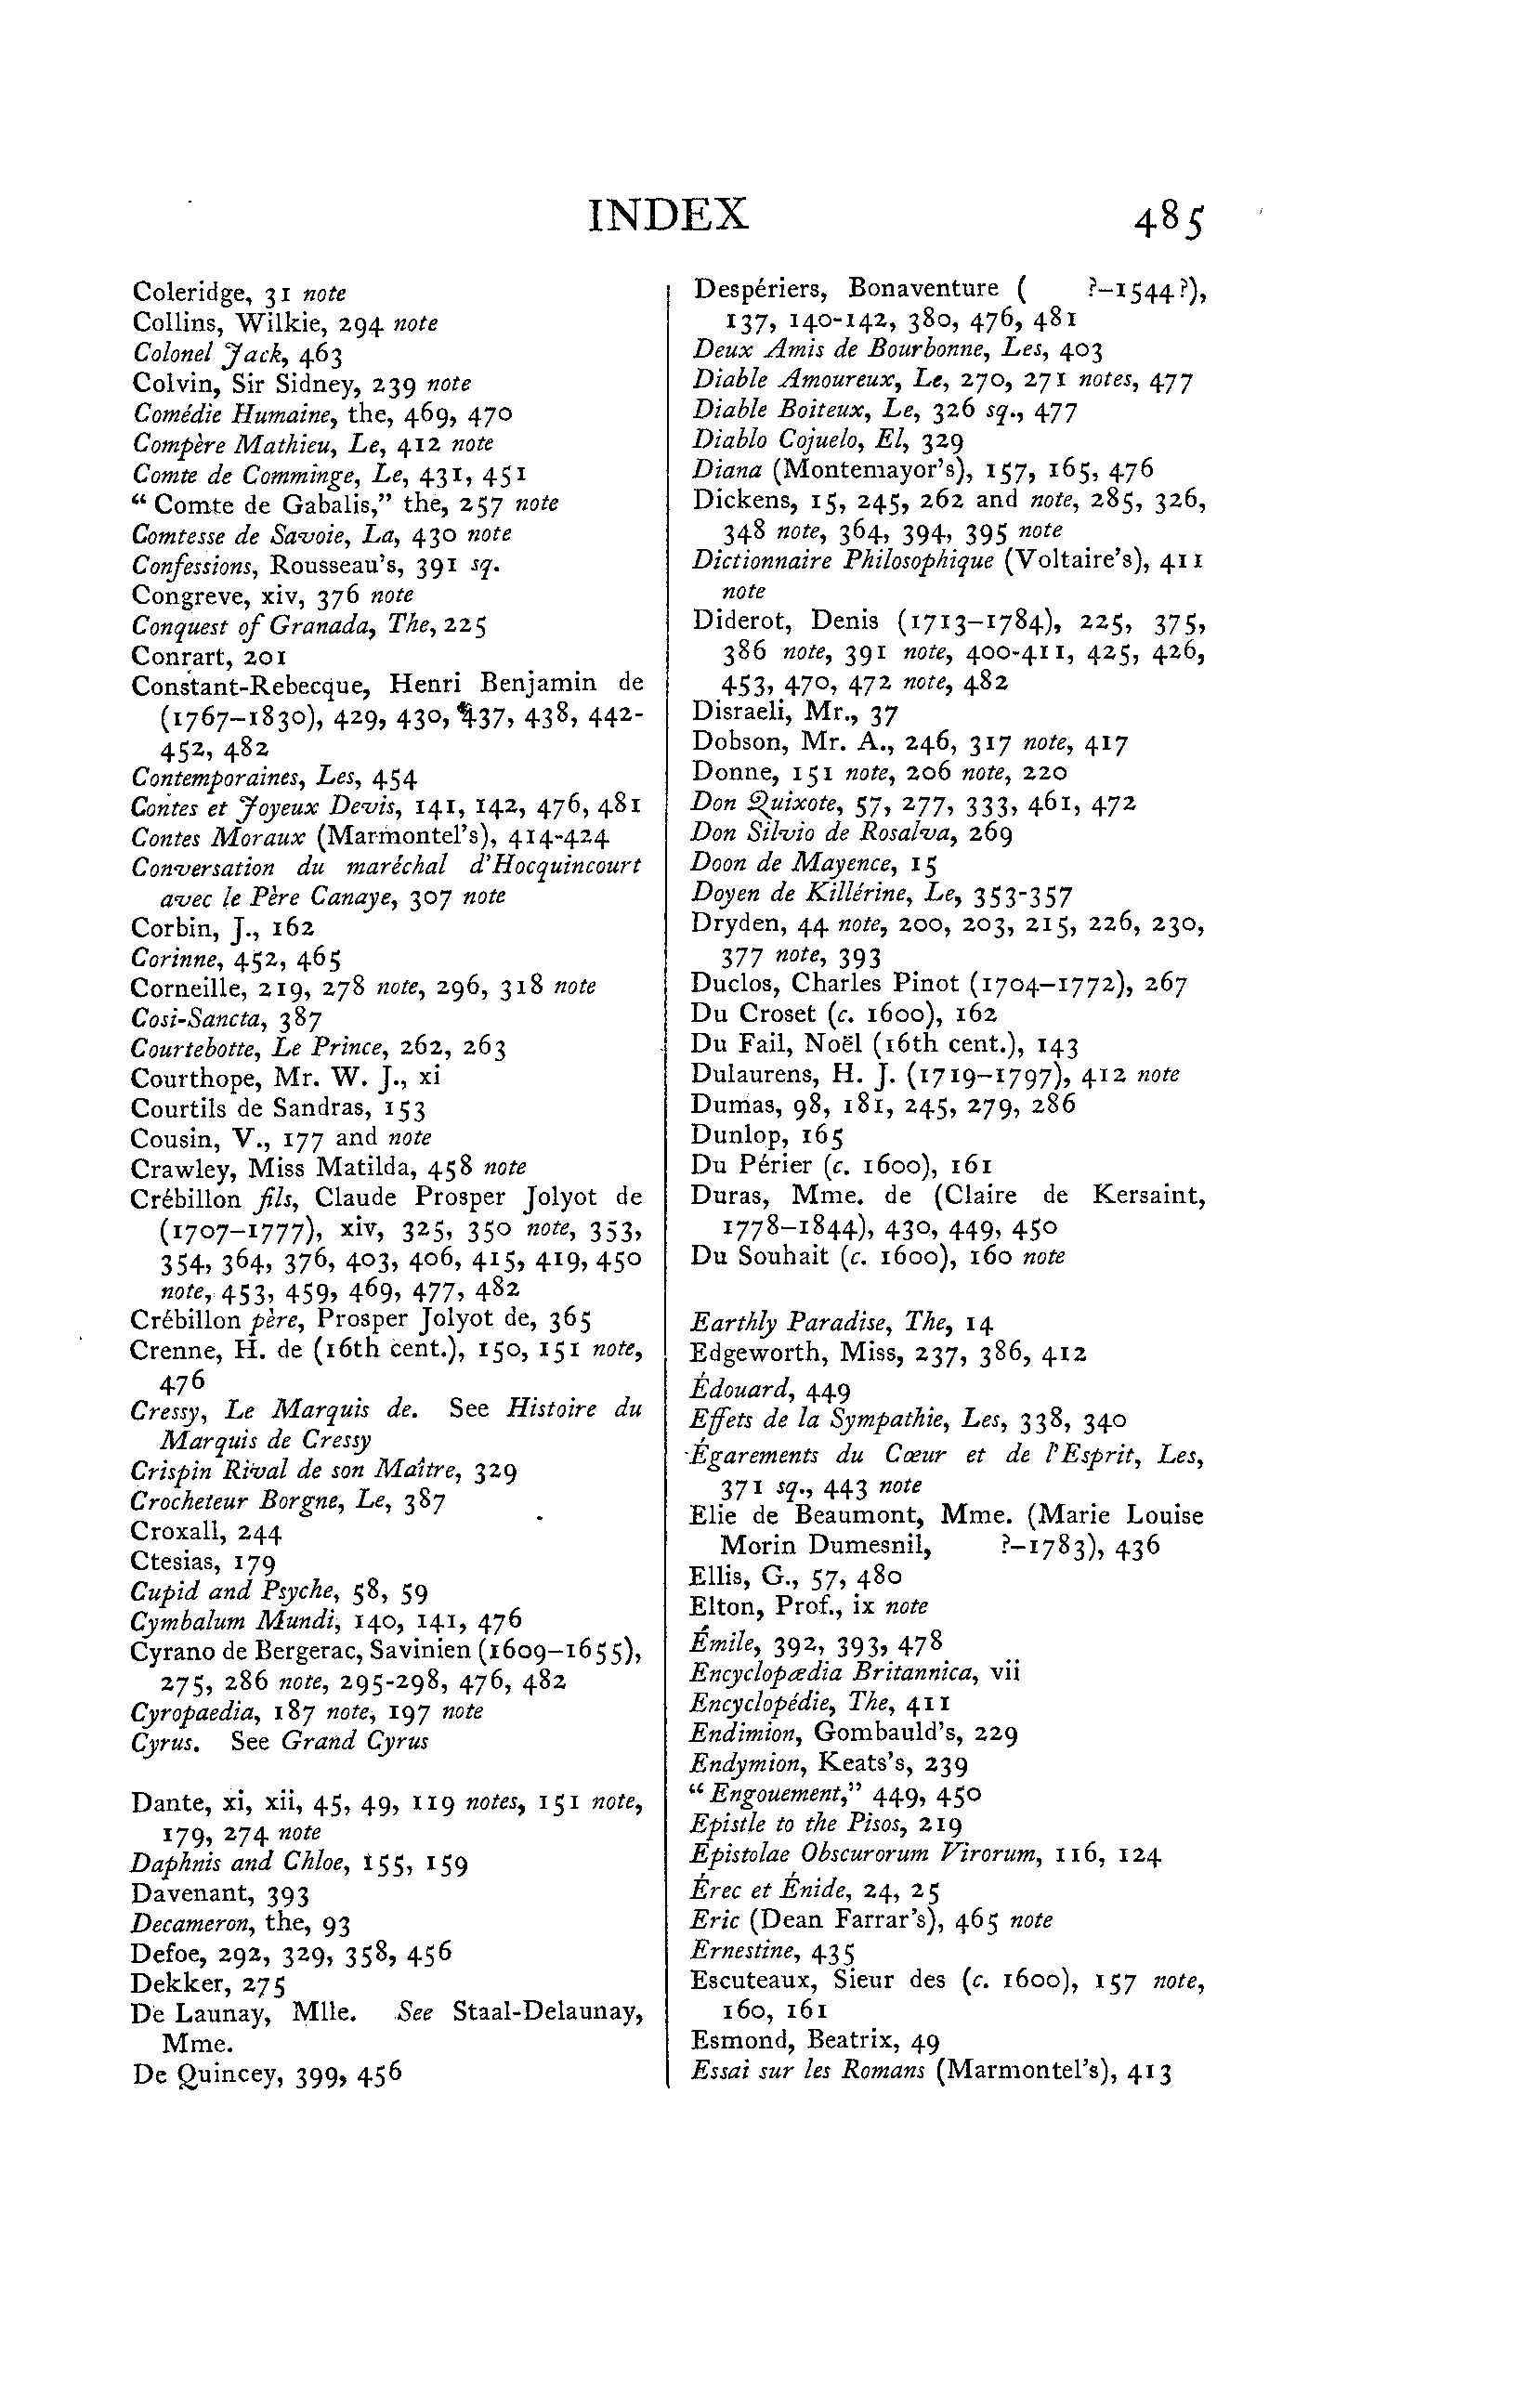 INDEX 485
Coleridge, 31 note
Collins, Wilkie, 294 note
Colonel Jack, 463
Colvin, Sir Sidney, 239 note
Comédie Humaine, the, 469, 470
Compère Mathieu, Le, 412 note
Comte de Comminge, Le, 431, 451
“Comte de Gabalis,” the, 257 note
Comtesse de Savoie, La, 430 note
Confessions, Rousseau's, 391 sq.
Congreve, xiv, 376 note
Conquest of Granada, The, 225
Conrart, 201
Constant-Rebecque, Henri Benjamin de
(1767–1830), 429, 430, 437, 438, 442-
452, 482
Contemporaines, Les, 454
Contes et Joyeux Devis, 141, 142, 476, 481
Contes Moraux (Marmontel's), 414-424
Conversation du maréchal d'Hocquincourt
avec le Père Canaye, 307 note
Corbin, J., 162
Corinne, 452, 465
Corneille, 219, 278 note, 296, 318 note
Cosi-Sancta, 387
Courtebotte, Le Prince, 262, 263
Courthope, Mr. W. J., xi
Courtils de Sandras, 153
Cousin, V., 177 and note
Crawley, Miss Matilda, 458 note
Crébillon fils, Claude Prosper Jolyot de
(1707–1777), xiv, 325, 350 note, 353,
354, 364, 376, 403, 406, 415, 419, 450
note, 453, 459, 469, 477, 482
Crébillon père, Prosper Jolyot de, 365
Crenne, H. de (16th cent.), 150, 151 note,
476
Cressy, Le Marquis de. See Histoire du
Marquis de Cressy
Crispin Rival de son Maître, 329
Crocheteur Borgne, Le, 387
Croxall, 244
Ctesias, 179
Cupid and Psyche, 58, 59
Cymbalum Mundi, 140, 141, 476
Cyrano de Bergerac, Savinien (1609–1655),
275, 286 note, 295-298, 476, 482
Cyropaedia, 187 note, 197 note
Cyrus. See Grand Cyrus
Dante, xi, xii, 45, 49, 119 notes, 151 note,
179, 274 note
Daphnis and Chloe, 155, 159
Davenant, 393
Decameron, the, 93
Defoe, 292, 329, 358, 456
Dekker, 275
De Launay, Mlle. See Staal-Delaunay,
Mme.
De Quincey, 399, 456
Despériers, Bonaventure ( ?–1544?),
137, 140-142, 380, 476, 481
Deux Amis de Bourbonne, Les, 403
Diable Amoureux, Le, 270, 271 notes, 477
Diable Boiteux, Le, 326 sq., 477
Diablo Cojuelo, El, 329
Diana (Montemayor's), 157, 165, 476
Dickens, 15, 245, 262 and note, 285, 326,
348 note, 364, 394, 395 note
Dictionnaire Philosophique (Voltaire's), 411
note
Diderot, Denis (1713–1784), 225, 375,
386 note, 391 note, 400-411, 425, 426,
453, 470, 472 note, 482
Disraeli, Mr., 37
Dobson, Mr. A., 246, 317 note, 417
Donne, 151 note, 206 note, 220
Don Quixote, 57, 277, 333, 461, 472
Don Silvio de Rosalva, 269
Doon de Mayence, 15
Doyen de Killérine, Le, 353-357
Dryden, 44 note, 200, 203, 215, 226, 230,
377 note, 393
Duclos, Charles Pinot (1704–1772), 267
Du Croset (c. 1600), 162
Du Fail, Noël (16th cent.), 143
Dulaurens, H. J. (1719–1797), 412 note
Dumas, 98, 181, 245, 279, 286
Dunlop, 165
Du Périer (c. 1600), 161
Duras, Mme. de (Claire de Kersaint,
1778–1844), 430, 449, 450
Du Souhait (c. 1600), 160 note
Earthly Paradise, The, 14
Edgeworth, Miss, 237, 386, 412
Édouard, 449
Effets de la Sympathie, Les, 338, 340
Égarements du Cœur et de l'Esprit, Les,
371 sq., 443 note
Elie de Beaumont, Mme. (Marie Louise
Morin Dumesnil, ?–1783), 436
Ellis, G., 57, 480
Elton, Prof., ix note
Émile, 392, 393, 478
Encyclopædia Britannica, vii
Encyclopédie, The, 411
Endimion, Gombauld's, 229
Endymion, Keats's, 239
“Engouement,” 449, 450
Epistle to the Pisos, 219
Epistolae Obscurorum Virorum, 116, 124
Érec et Énide, 24, 25
Eric (Dean Farrar's), 465 note
Ernestine, 435
Escuteaux, Sieur des (c. 1600), 157 note,
160, 161
Esmond, Beatrix, 49
Essai sur les Romans (Marmontel's), 413